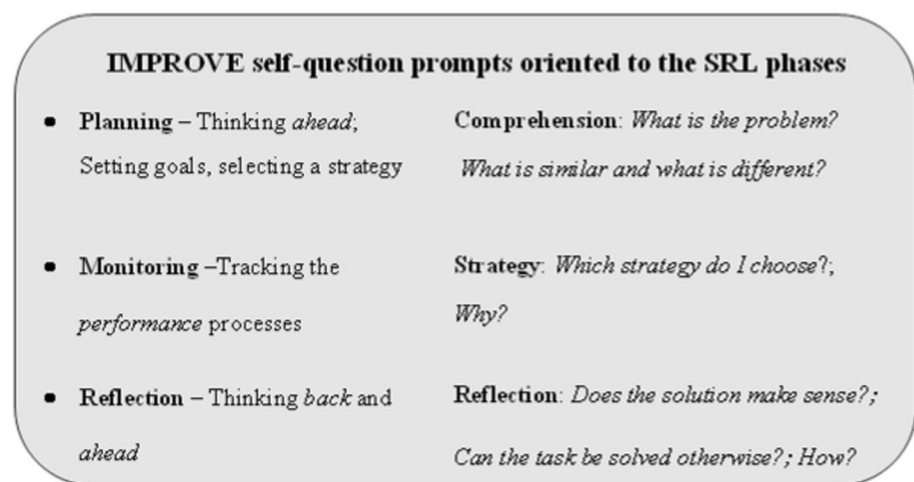 IMPROVE self-question prompts oriented to the SRL phases
• Planning – Thinking ahead;
Setting goals, selecting a strategy
Comprehension: What is the problem?
What is similar and what is different?
• Monitoring –Tracking the
performance processes
Strategy: Which strategy do I choose?;
Why?
• Reflection – Thinking back and
ahead
Reflection: Does the solution make sense?;
Can the task be solved otherwise?; How?